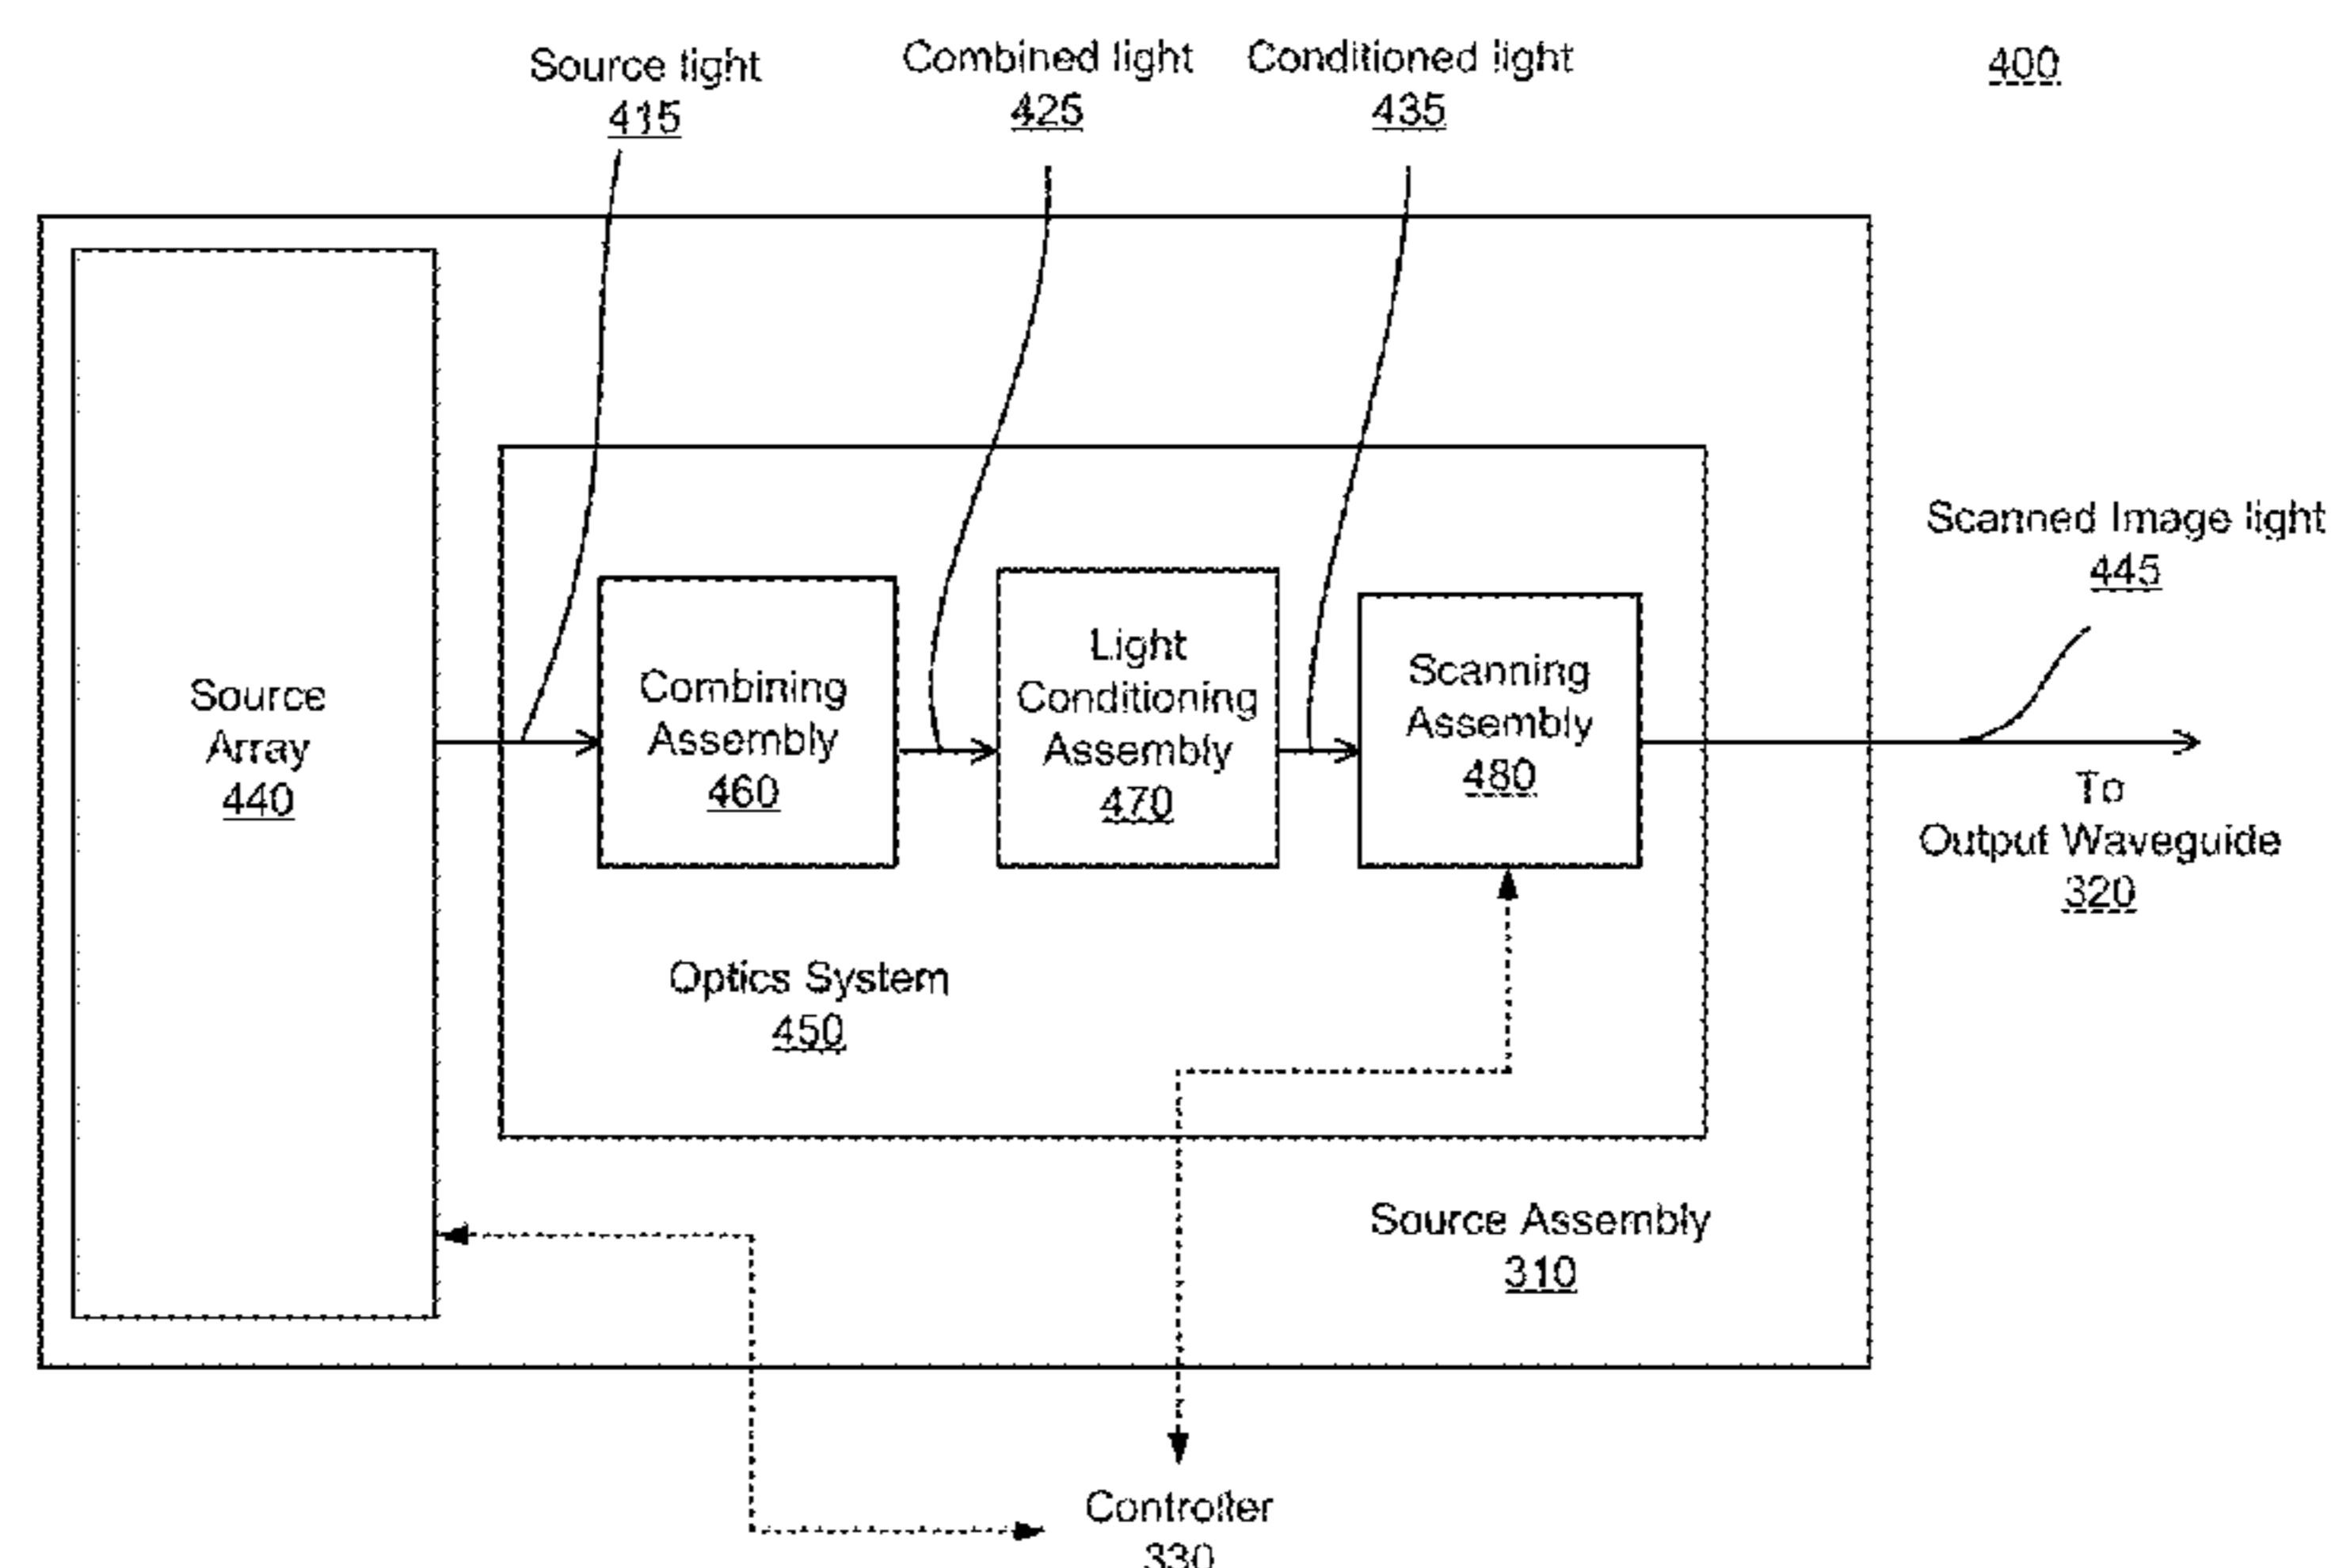 Source light
415
Combined light
425
Conditioned light
435
400
Scanned Image light
445
Source
Array
440
Combining
Assembly
460
Light
Conditioning
Assembly
470
Scanning
Assembly
480
To
Output Waveguide
320
Optics System
450
Source Assembly
310
Controller
330